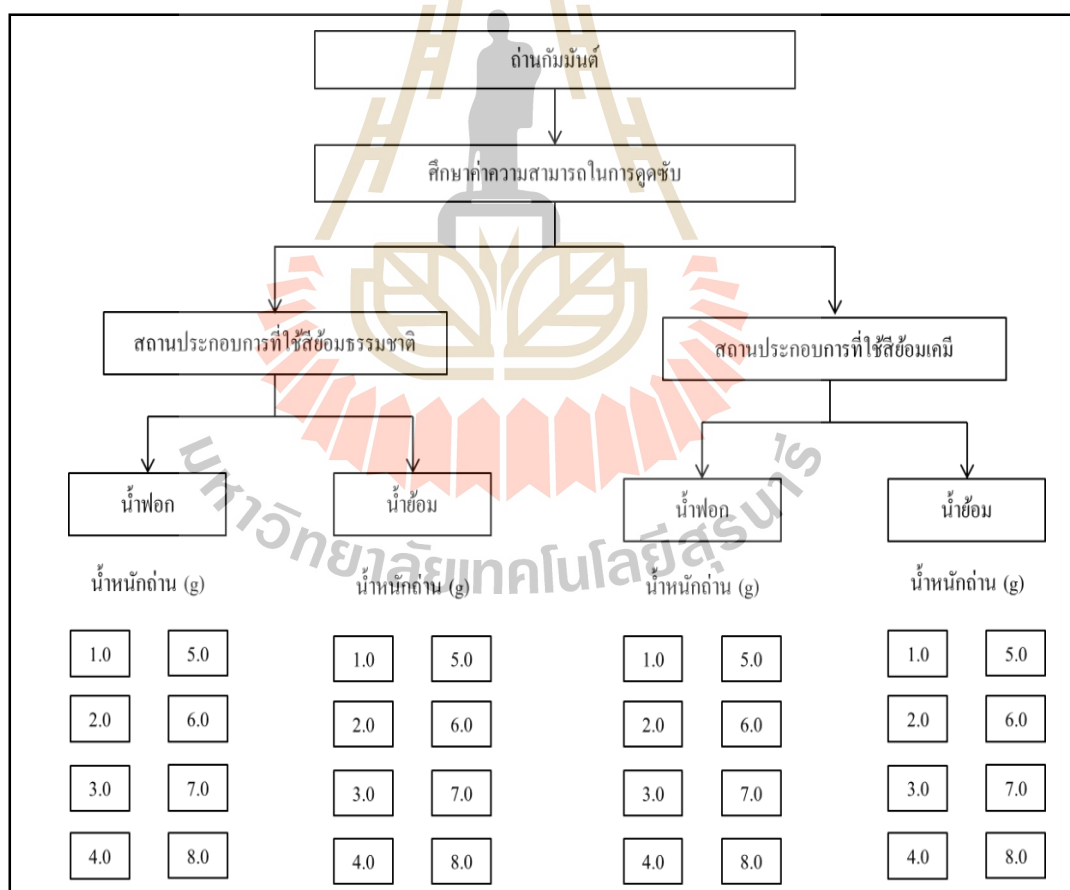 ถ่านกัมมันต์
ศึกษาค่าความสามารถในการดูดซับ
สถานประกอบการที่ใช้สีย้อมธรรมชาติ
สถานประกอบการที่ใช้สีย้อมเคมี
น้ำฟอก
น้ำย้อม
น้ำฟอก
น้ำย้อม
มหาวิทยาลัยเทคโนโลยีสุรนารี
น้ำหนักถ่าน (g)
น้ำหนักถ่าน (g)
น้ำหนักถ่าน (g)
น้ำหนักถ่าน (g)
1.0 5.0 1.0 5.0 1.0 5.0 1.0 5.0
2.0 6.0 2.0 6.0 2.0 6.0 2.0 6.0
3.0 7.0 3.0 7.0 3.0 7.0 3.0 7.0
4.0 8.0 4.0 8.0 4.0 8.0 4.0 8.0